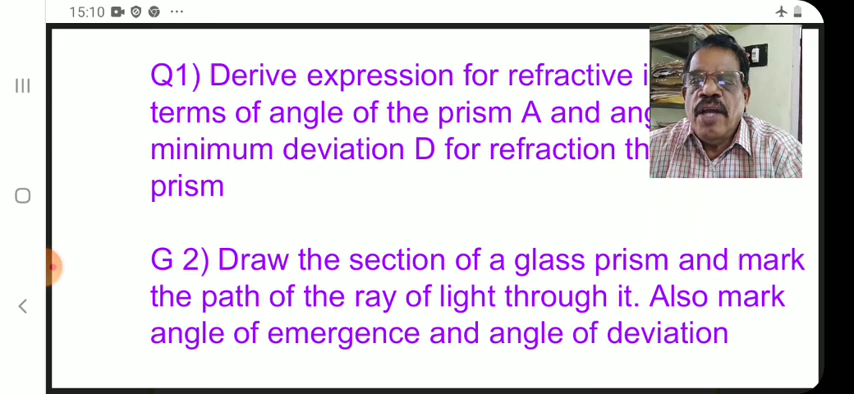 15:10
Q1) Derive expression for refractive
terms of angle of the prism A and
minimum deviation D for refraction
prism
G 2) Draw the section of a glass prism and mark
the path of the ray of light through it. Also mark
angle of emergence and angle of deviation